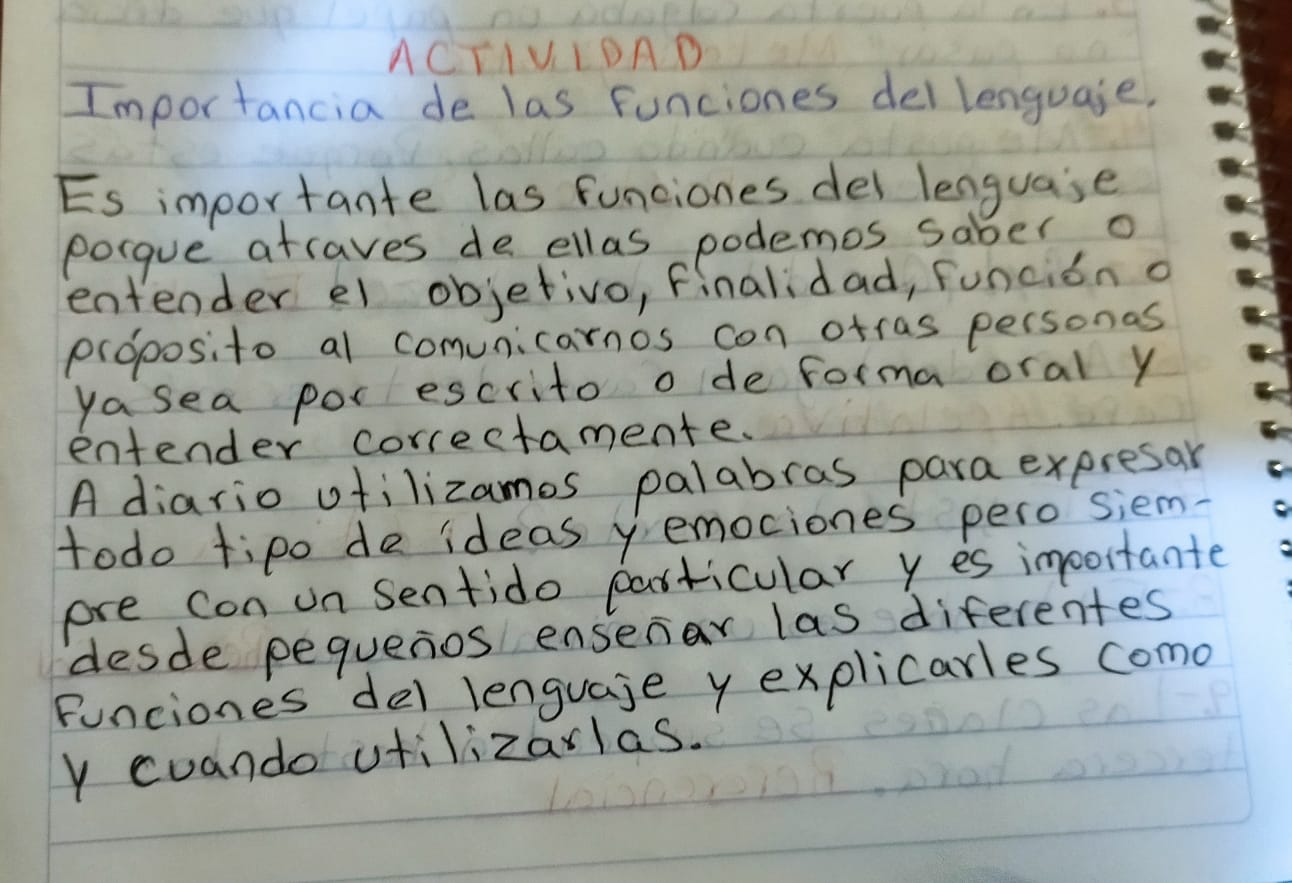 ACTIVIDAD
Importancia de las funciones del lenguaje.
Es importante las funciones del lenguaje
porque atraves de ellas podemos saber o
entender el objetivo, finalidad, función o
próposito al comunicarnos con otras personas
ya sea por escrito o de forma oral y
entender correctamente.
A diario utilizamos palabras para expresar
todo tipo de ideas y emociones pero siem-
pre con un sentido particular y es importante
desde pequeños enseñar las diferentes
funciones del lenguaje y explicarles como
y cuando utilizarlas.